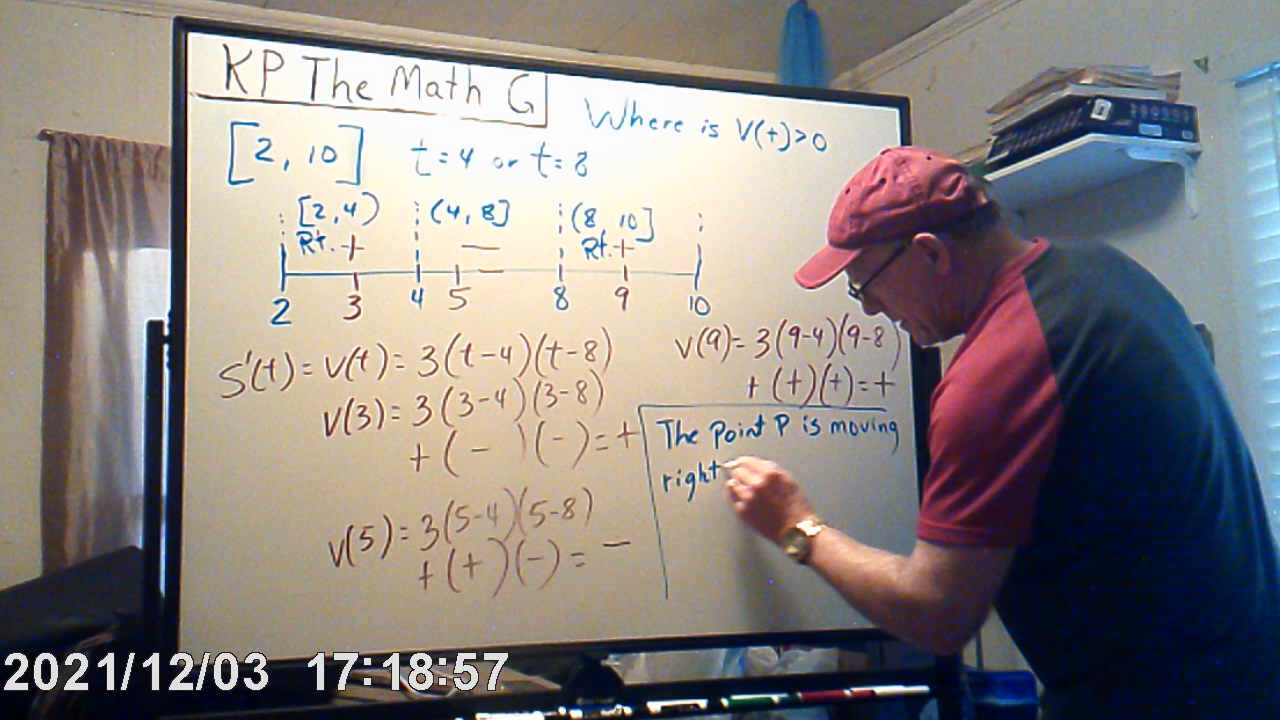 KP The Math G
Where is V(t)>0
[2, 10] t=4 or t=8
[2,4) (4,8] (8 10]
Rt. + — Rt. +
2 3 4 5 8 9 10
S'(t)=v(t)=3(t-4)(t-8)
v(3)=3(3-4)(3-8)
+(-)(-)=+
v(5)=3(5-4)(5-8)
+(+)(-)=-
v(9)=3(9-4)(9-8)
+(+)(+)=+
The Point P is moving
right
2021/12/03 17:18:57